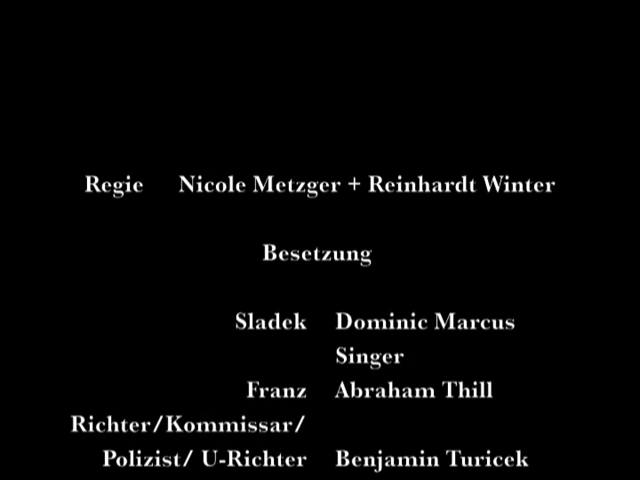 Regie Nicole Metzger + Reinhardt Winter
Besetzung
Sladek Dominic Marcus
Singer
Franz Abraham Thill
Richter/Kommissar/
Polizist/ U-Richter Benjamin Turicek